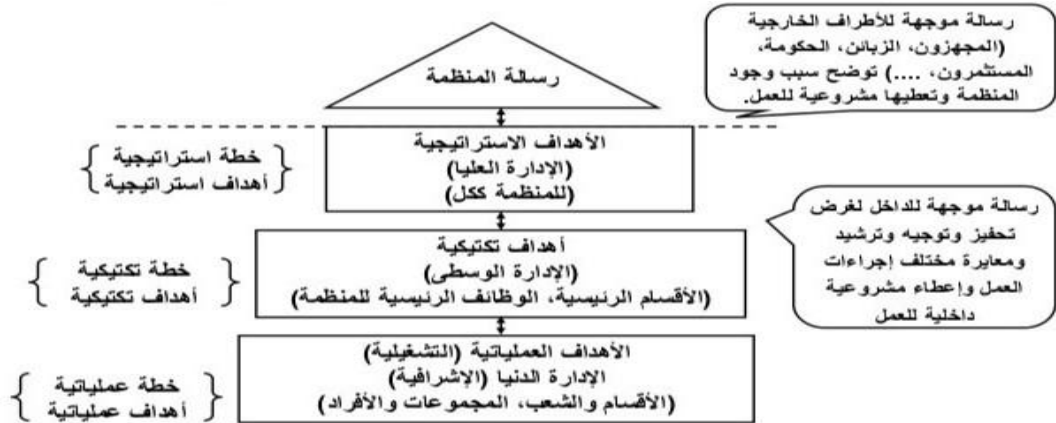 رسالة موجهة للأطراف الخارجية
(المجهزون، الزبائن، الحكومة،
المستثمرون، ....) توضح سبب وجود
المنظمة وتعطيها مشروعية للعمل.
رسالة المنظمة
الأهداف الاستراتيجية
(الإدارة العليا)
(للمنظمة ككل)
خطة استراتيجية
أهداف استراتيجية
رسالة موجهة للداخل لغرض
تحفيز وتوجيه وترشيد
ومعايرة مختلف إجراءات
العمل وإعطاء مشروعية
داخلية للعمل
أهداف تكتيكية
(الإدارة الوسطى)
(الأقسام الرئيسية، الوظائف الرئيسية للمنظمة)
خطة تكتيكية
أهداف تكتيكية
الأهداف العملياتية (التشغيلية)
الإدارة الدنيا (الإشرافية)
(الأقسام والشعب، المجموعات والأفراد)
خطة عملياتية
أهداف عملياتية